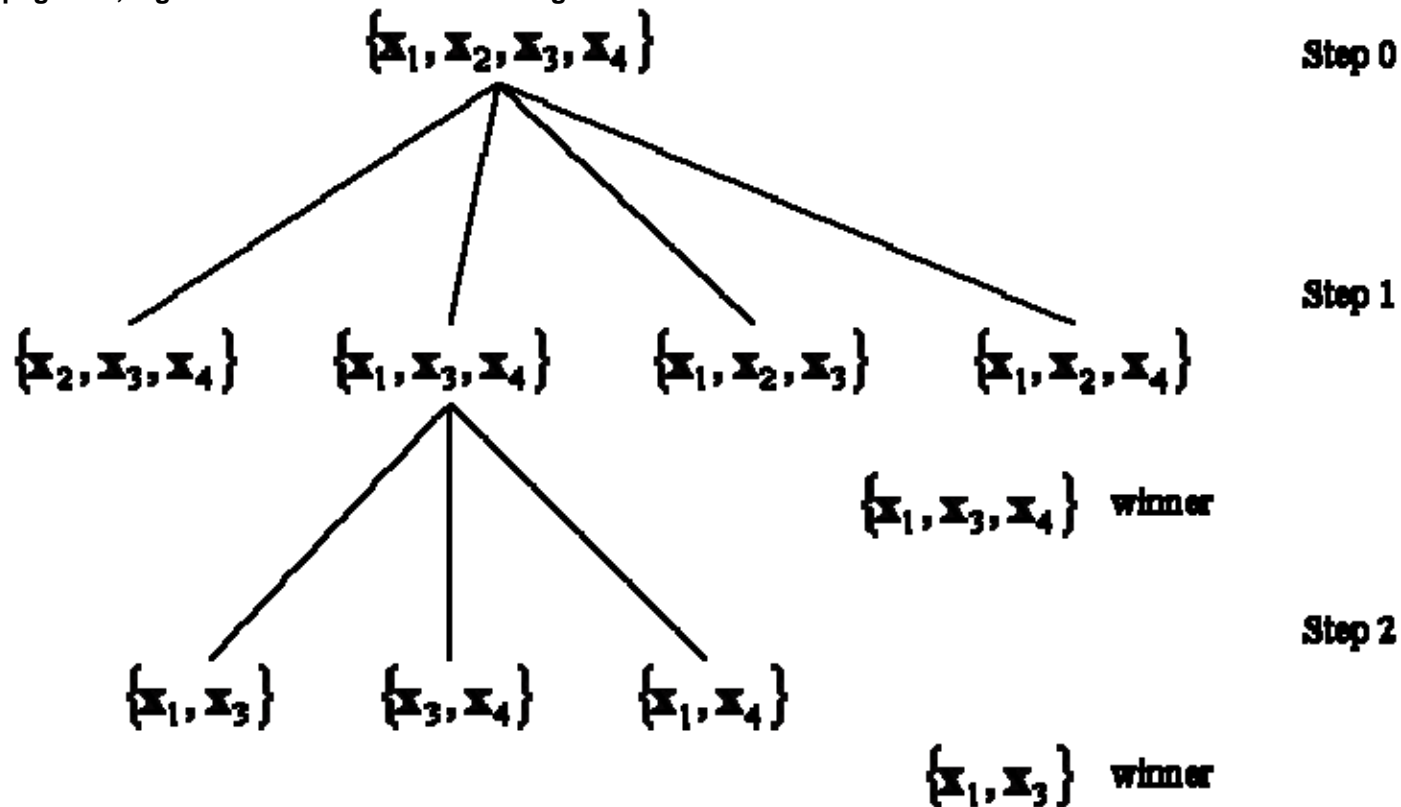 {x₁, x₂, x₃, x₄} Step 0
Step 1
{x₂, x₃, x₄} {x₁, x₃, x₄} {x₁, x₂, x₃} {x₁, x₂, x₄}
{x₁, x₃, x₄} winner
Step 2
{x₁, x₃} {x₃, x₄} {x₁, x₄}
{x₁, x₃} winner